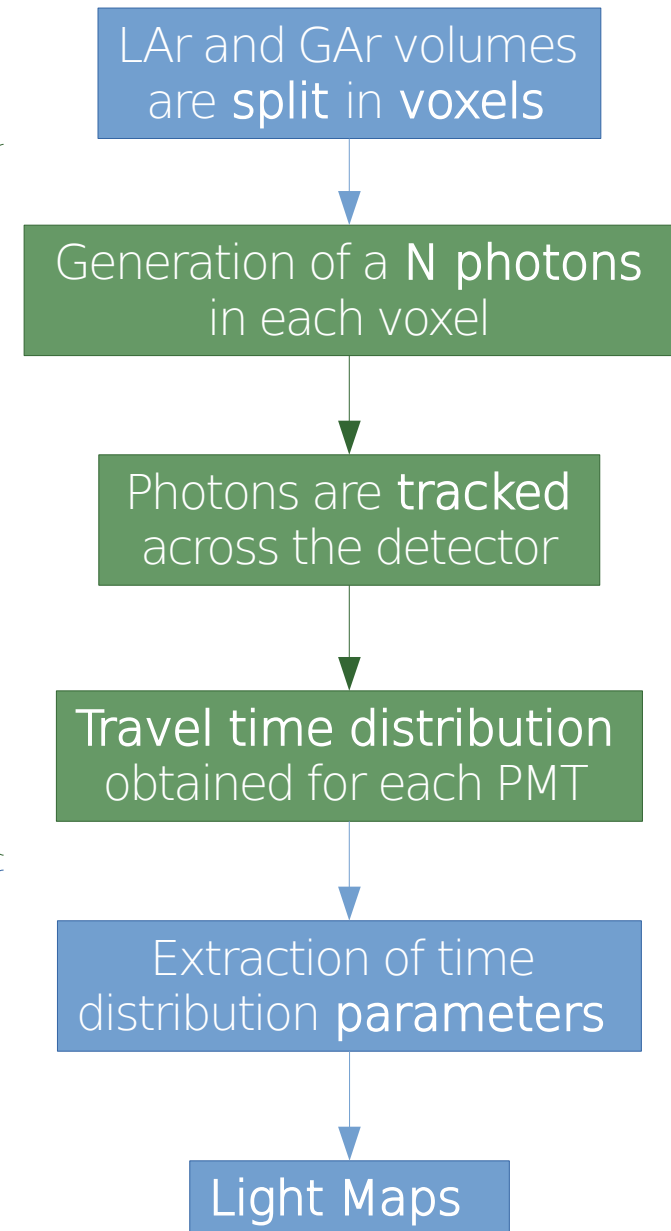 LAr and GAr volumes
are split in voxels
Generation of a N photons
in each voxel
Photons are tracked
across the detector
Travel time distribution
obtained for each PMT
Extraction of time
distribution parameters
Light Maps